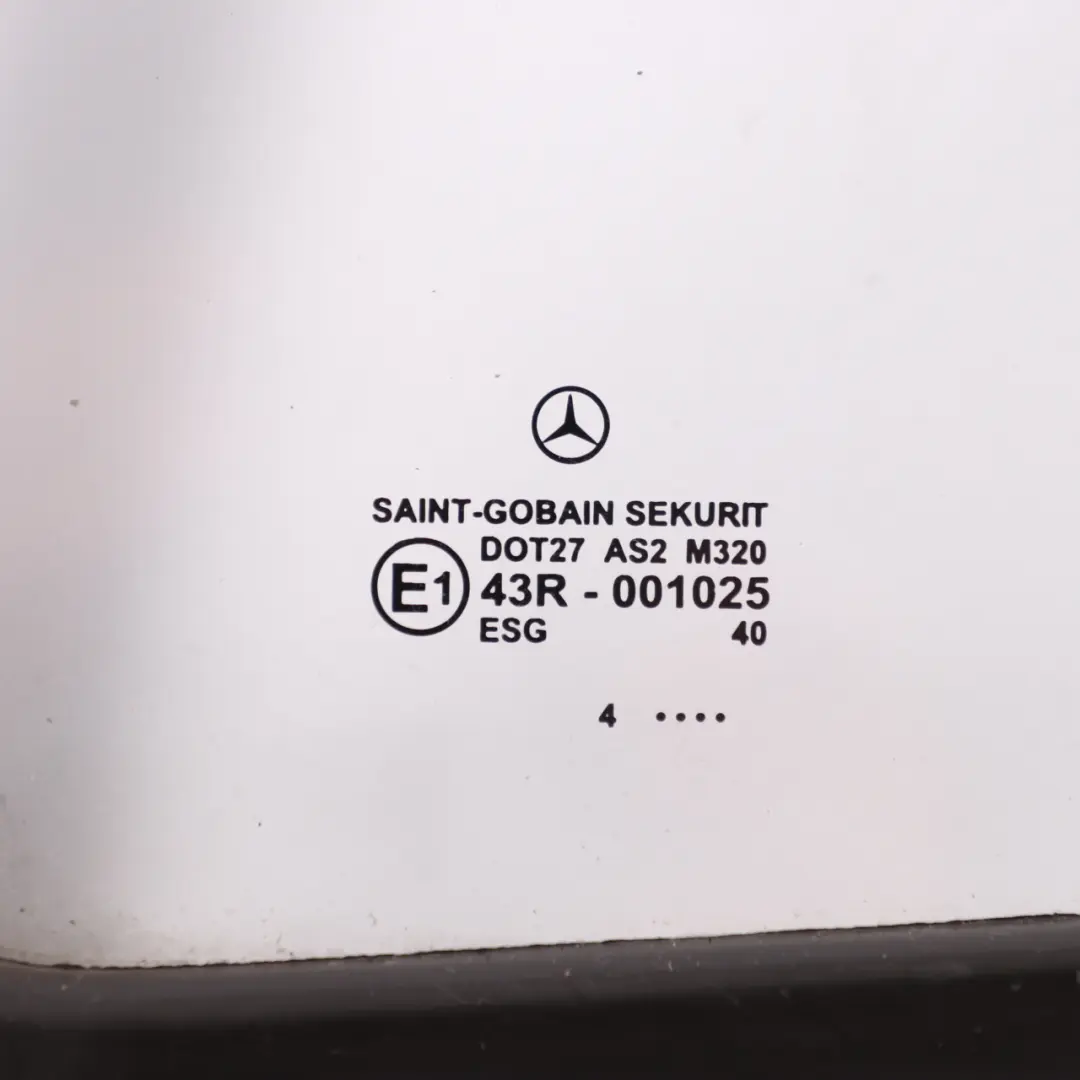 SAINT-GOBAIN SEKURIT
DOT27 AS2 M320
E1 43R - 001025
ESG 40
4 ....